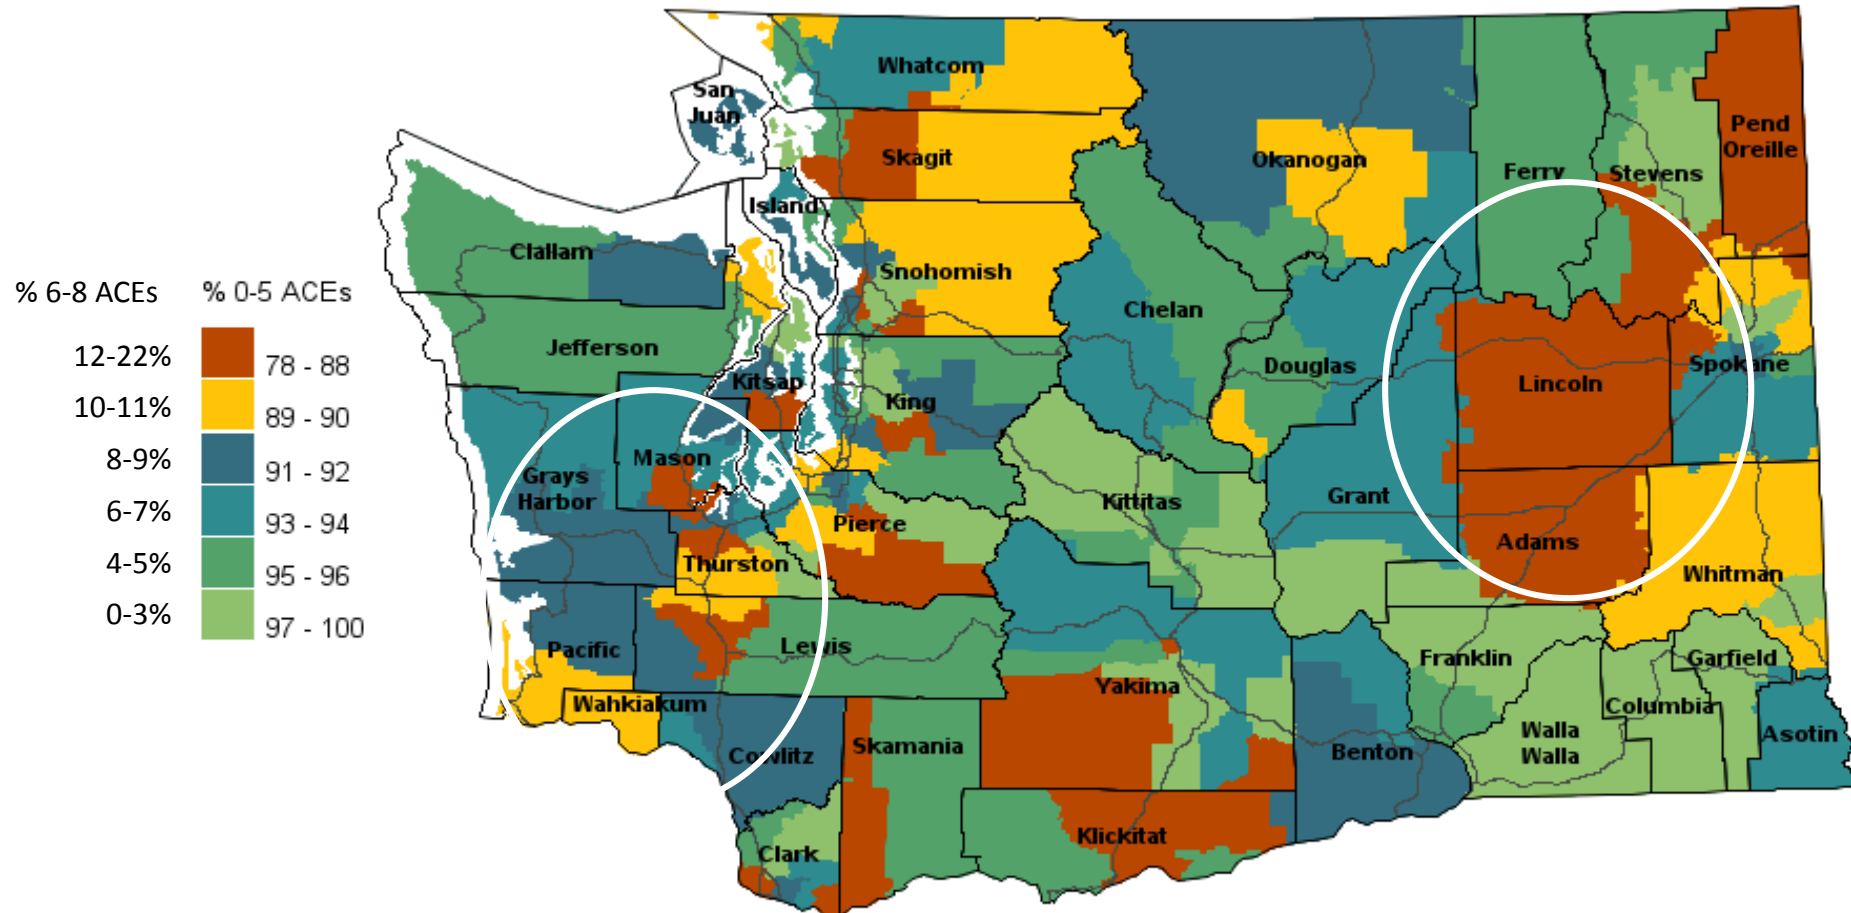 % 6-8 ACEs
% 0-5 ACEs
12-22%
78 - 88
10-11%
89 - 90
8-9%
91 - 92
6-7%
93 - 94
4-5%
95 - 96
0-3%
97 - 100
Whatcom
San
Juan
Skagit
Island
Okanogan
Ferry
Stevens
Pend
Oreille
Clallam
Snohomish
Chelan
Jefferson
Douglas
Kitsap
King
Lincoln
Spokane
Mason
Grays
Harbor
Kittitas
Grant
Pierce
Adams
Thurston
Whitman
Pacific
Lewis
Yakima
Franklin
Garfield
Wahkiakum
Columbia
Walla
Walla
Asotin
Cowlitz
Skamania
Benton
Klickitat
Clark